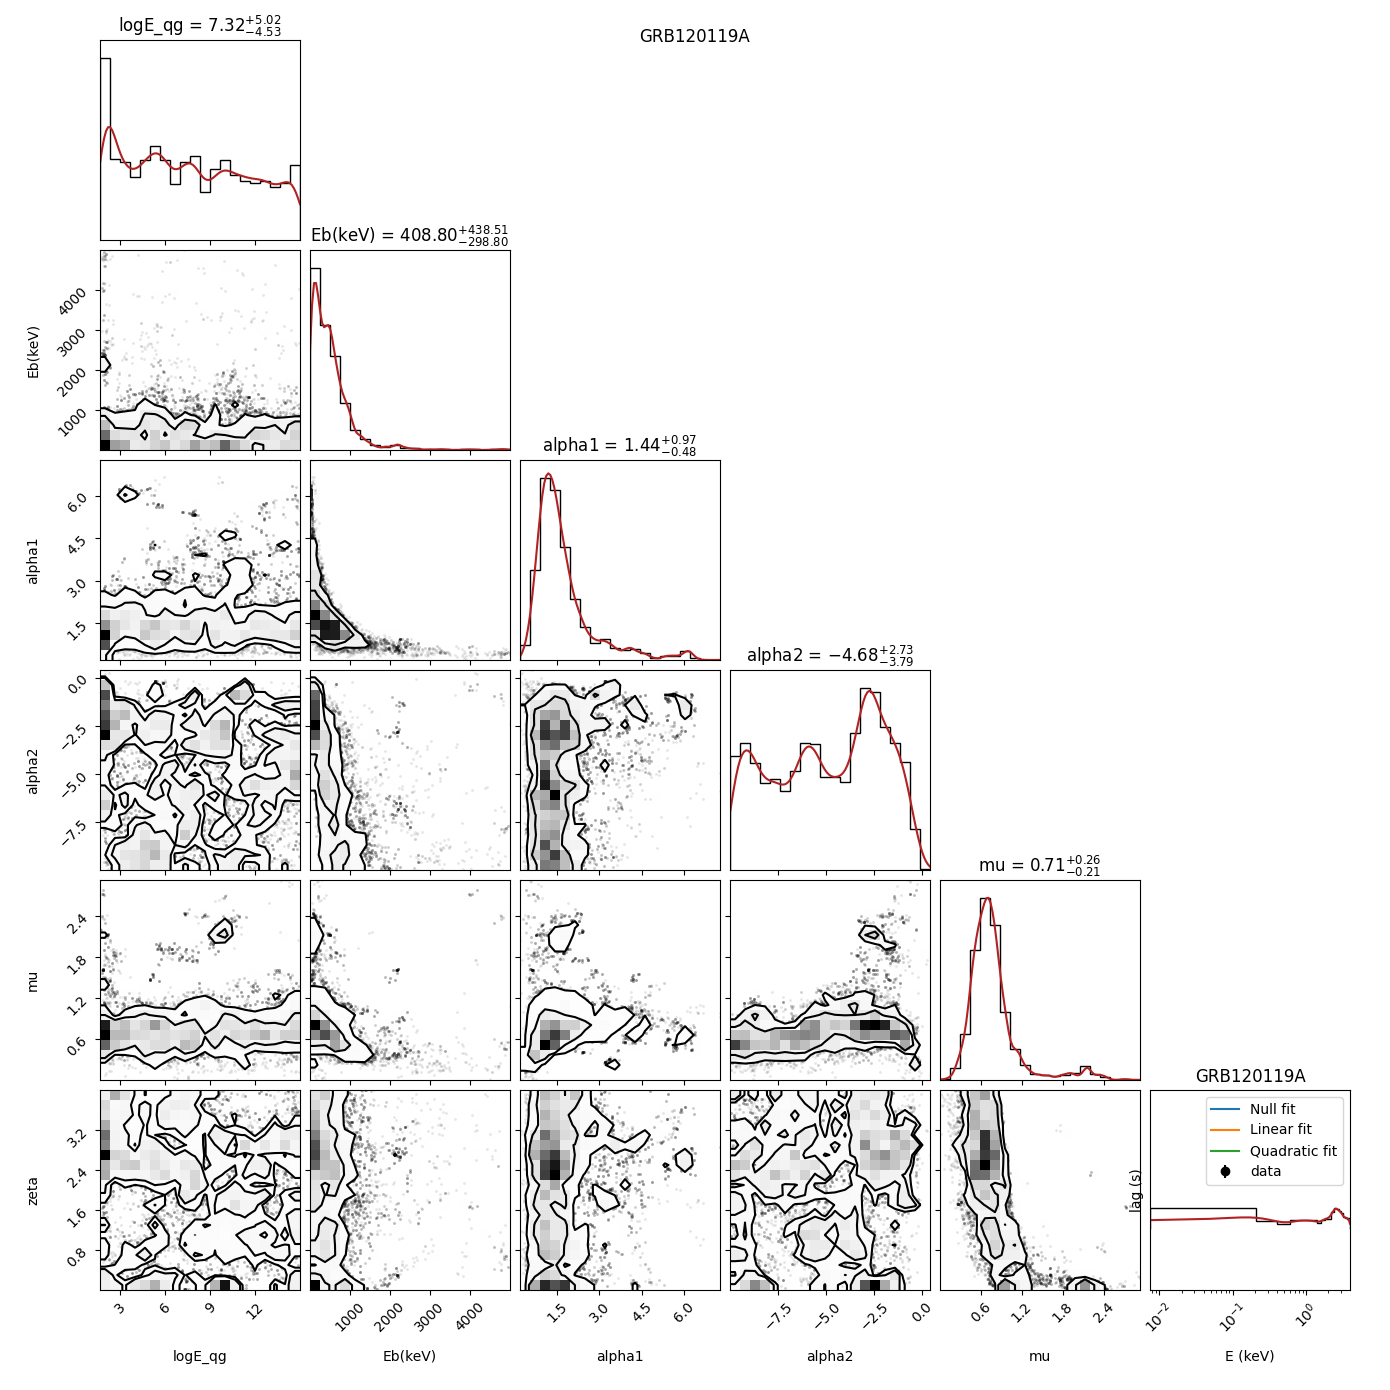 GRB120119A
logE_qg = 7.32+5.02−4.53
Eb(keV) = 408.80+438.51−298.80
4000
3000
2000
1000
Eb(keV)
alpha1 = 1.44+0.97−0.48
6.0
4.5
3.0
1.5
alpha1
alpha2 = −4.68+2.73−3.79
0.0
−2.5
−5.0
−7.5
alpha2
mu = 0.71+0.26−0.21
2.4
1.8
1.2
0.6
mu
GRB120119A
Null fit
Linear fit
Quadratic fit
data
lag (s)
3.2
2.4
1.6
0.8
zeta
3 6 9 12
1000 2000 3000 4000
1.5 3.0 4.5 6.0
−7.5 −5.0 −2.5 0.0
0.6 1.2 1.8 2.4
10−2 10−1 100
logE_qg
Eb(keV)
alpha1
alpha2
mu
E (keV)